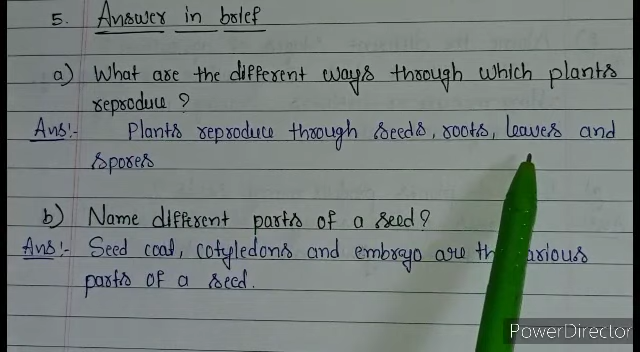 5. Answer in brief
a) What are the different ways through which plants
reproduce ?
Ans:- Plants reproduce through seeds, roots, leaves and
spores
b) Name different parts of a seed?
Ans:- Seed coat, cotyledons and embryo are th arious
parts of a seed.
PowerDirector